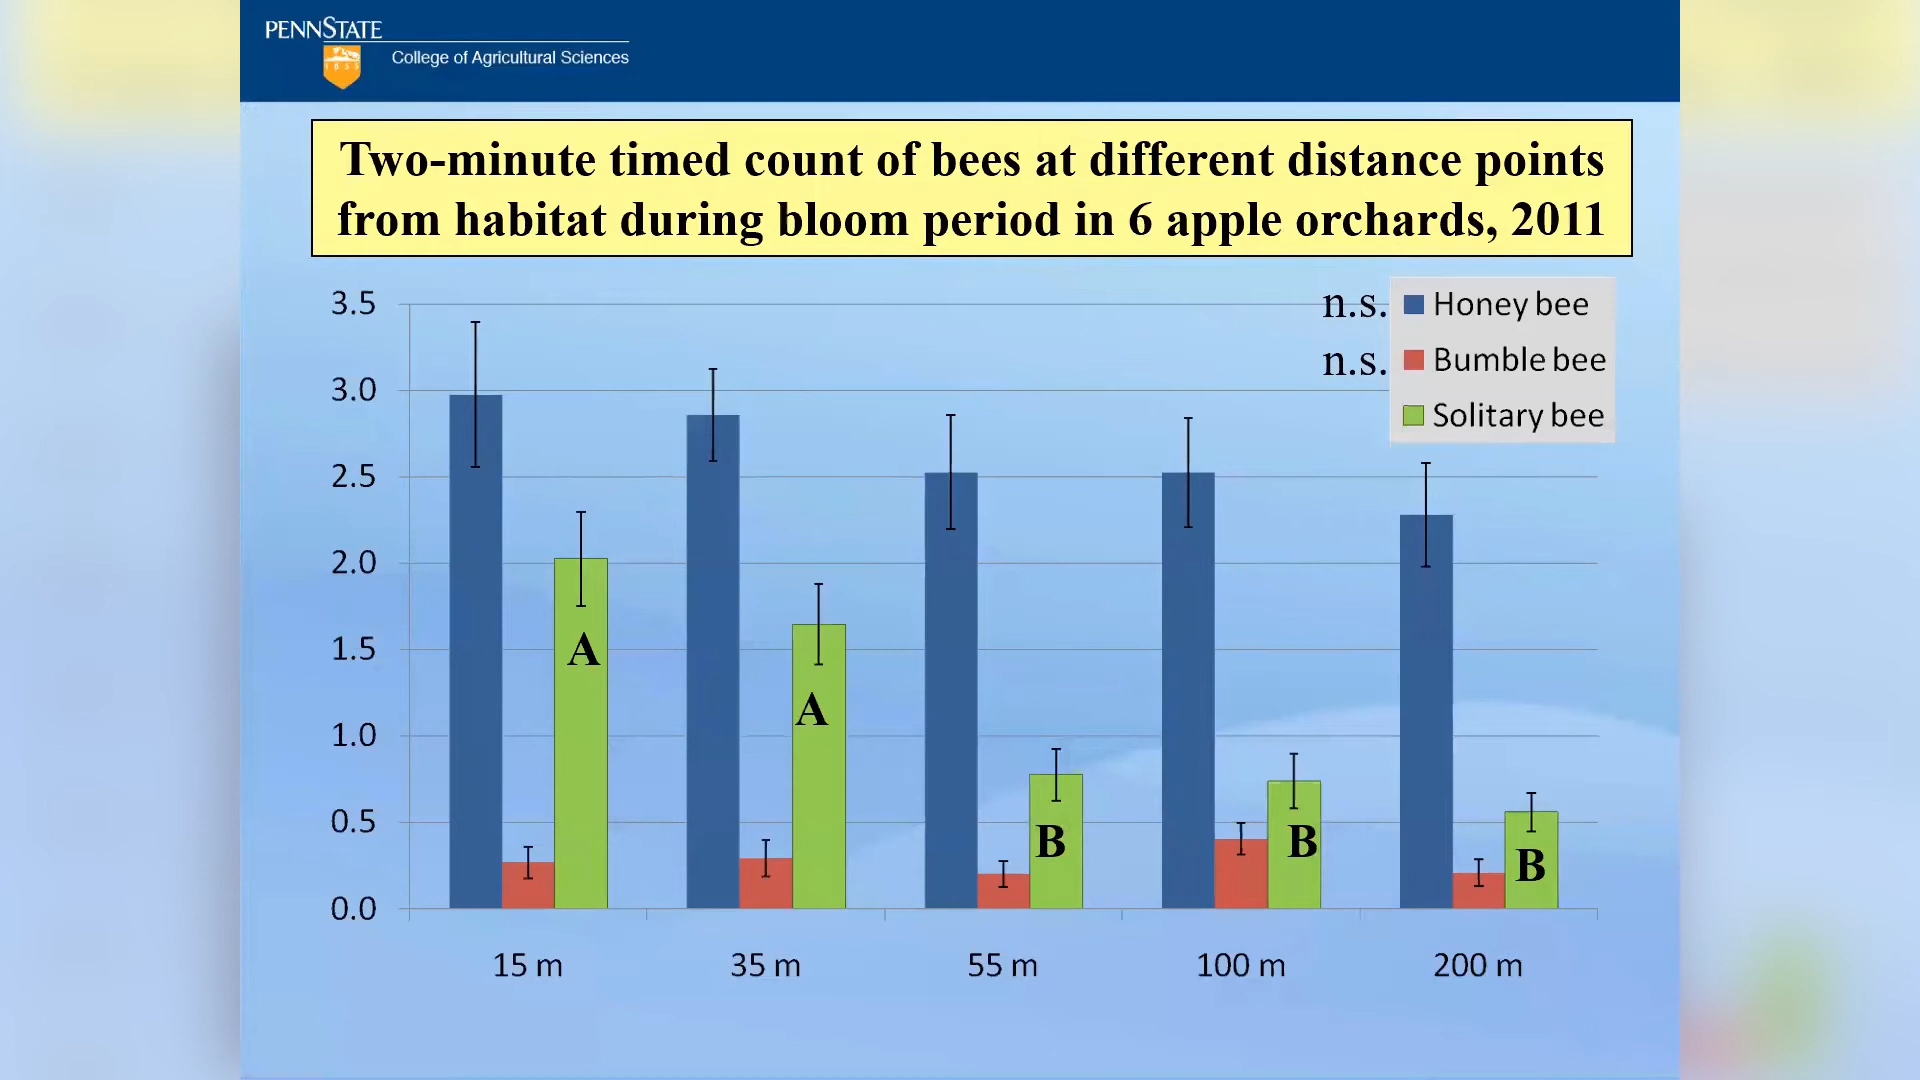 PENNSTATE
1855
College of Agricultural Sciences
Two-minute timed count of bees at different distance points
from habitat during bloom period in 6 apple orchards, 2011
3.5
3.0
2.5
2.0
1.5
1.0
0.5
0.0
n.s. Honey bee
n.s. Bumble bee
Solitary bee
A
A
B
B
B
15 m
35 m
55 m
100 m
200 m